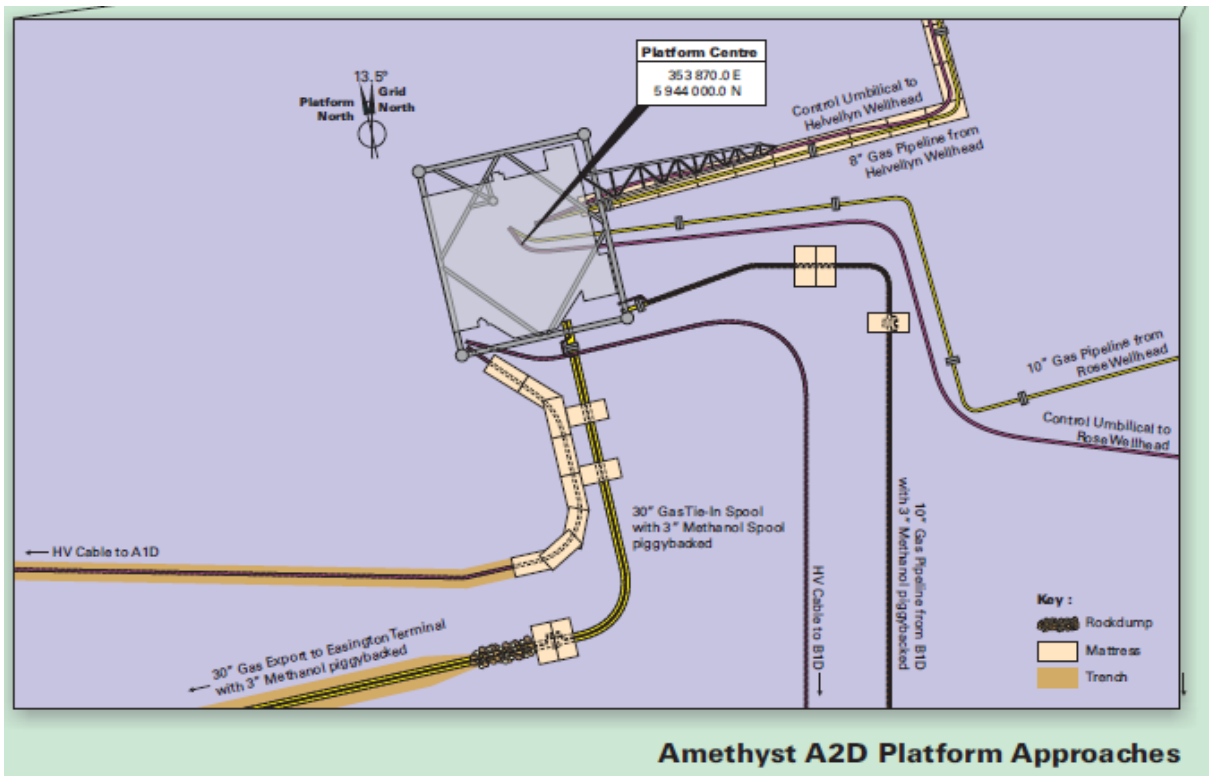 Platform Centre
353 870.0 E
5 944 000.0 N
13.5°
Grid
North
Platform
North
Control Umbilical to
Helvellyn Wellhead
8" Gas Pipeline from
Helvellyn Wellhead
10" Gas Pipeline from
Rose Wellhead
Control Umbilical to
Rose Wellhead
30" Gas Tie-In Spool
with 3" Methanol Spool
piggybacked
10" Gas Pipeline from B1D
with 3" Methanol piggybacked
HV Cable to B1D
HV Cable to A1D
30" Gas Export to Easington Terminal
with 3" Methanol piggybacked
Key :
Rockdump
Mattress
Trench
Amethyst A2D Platform Approaches